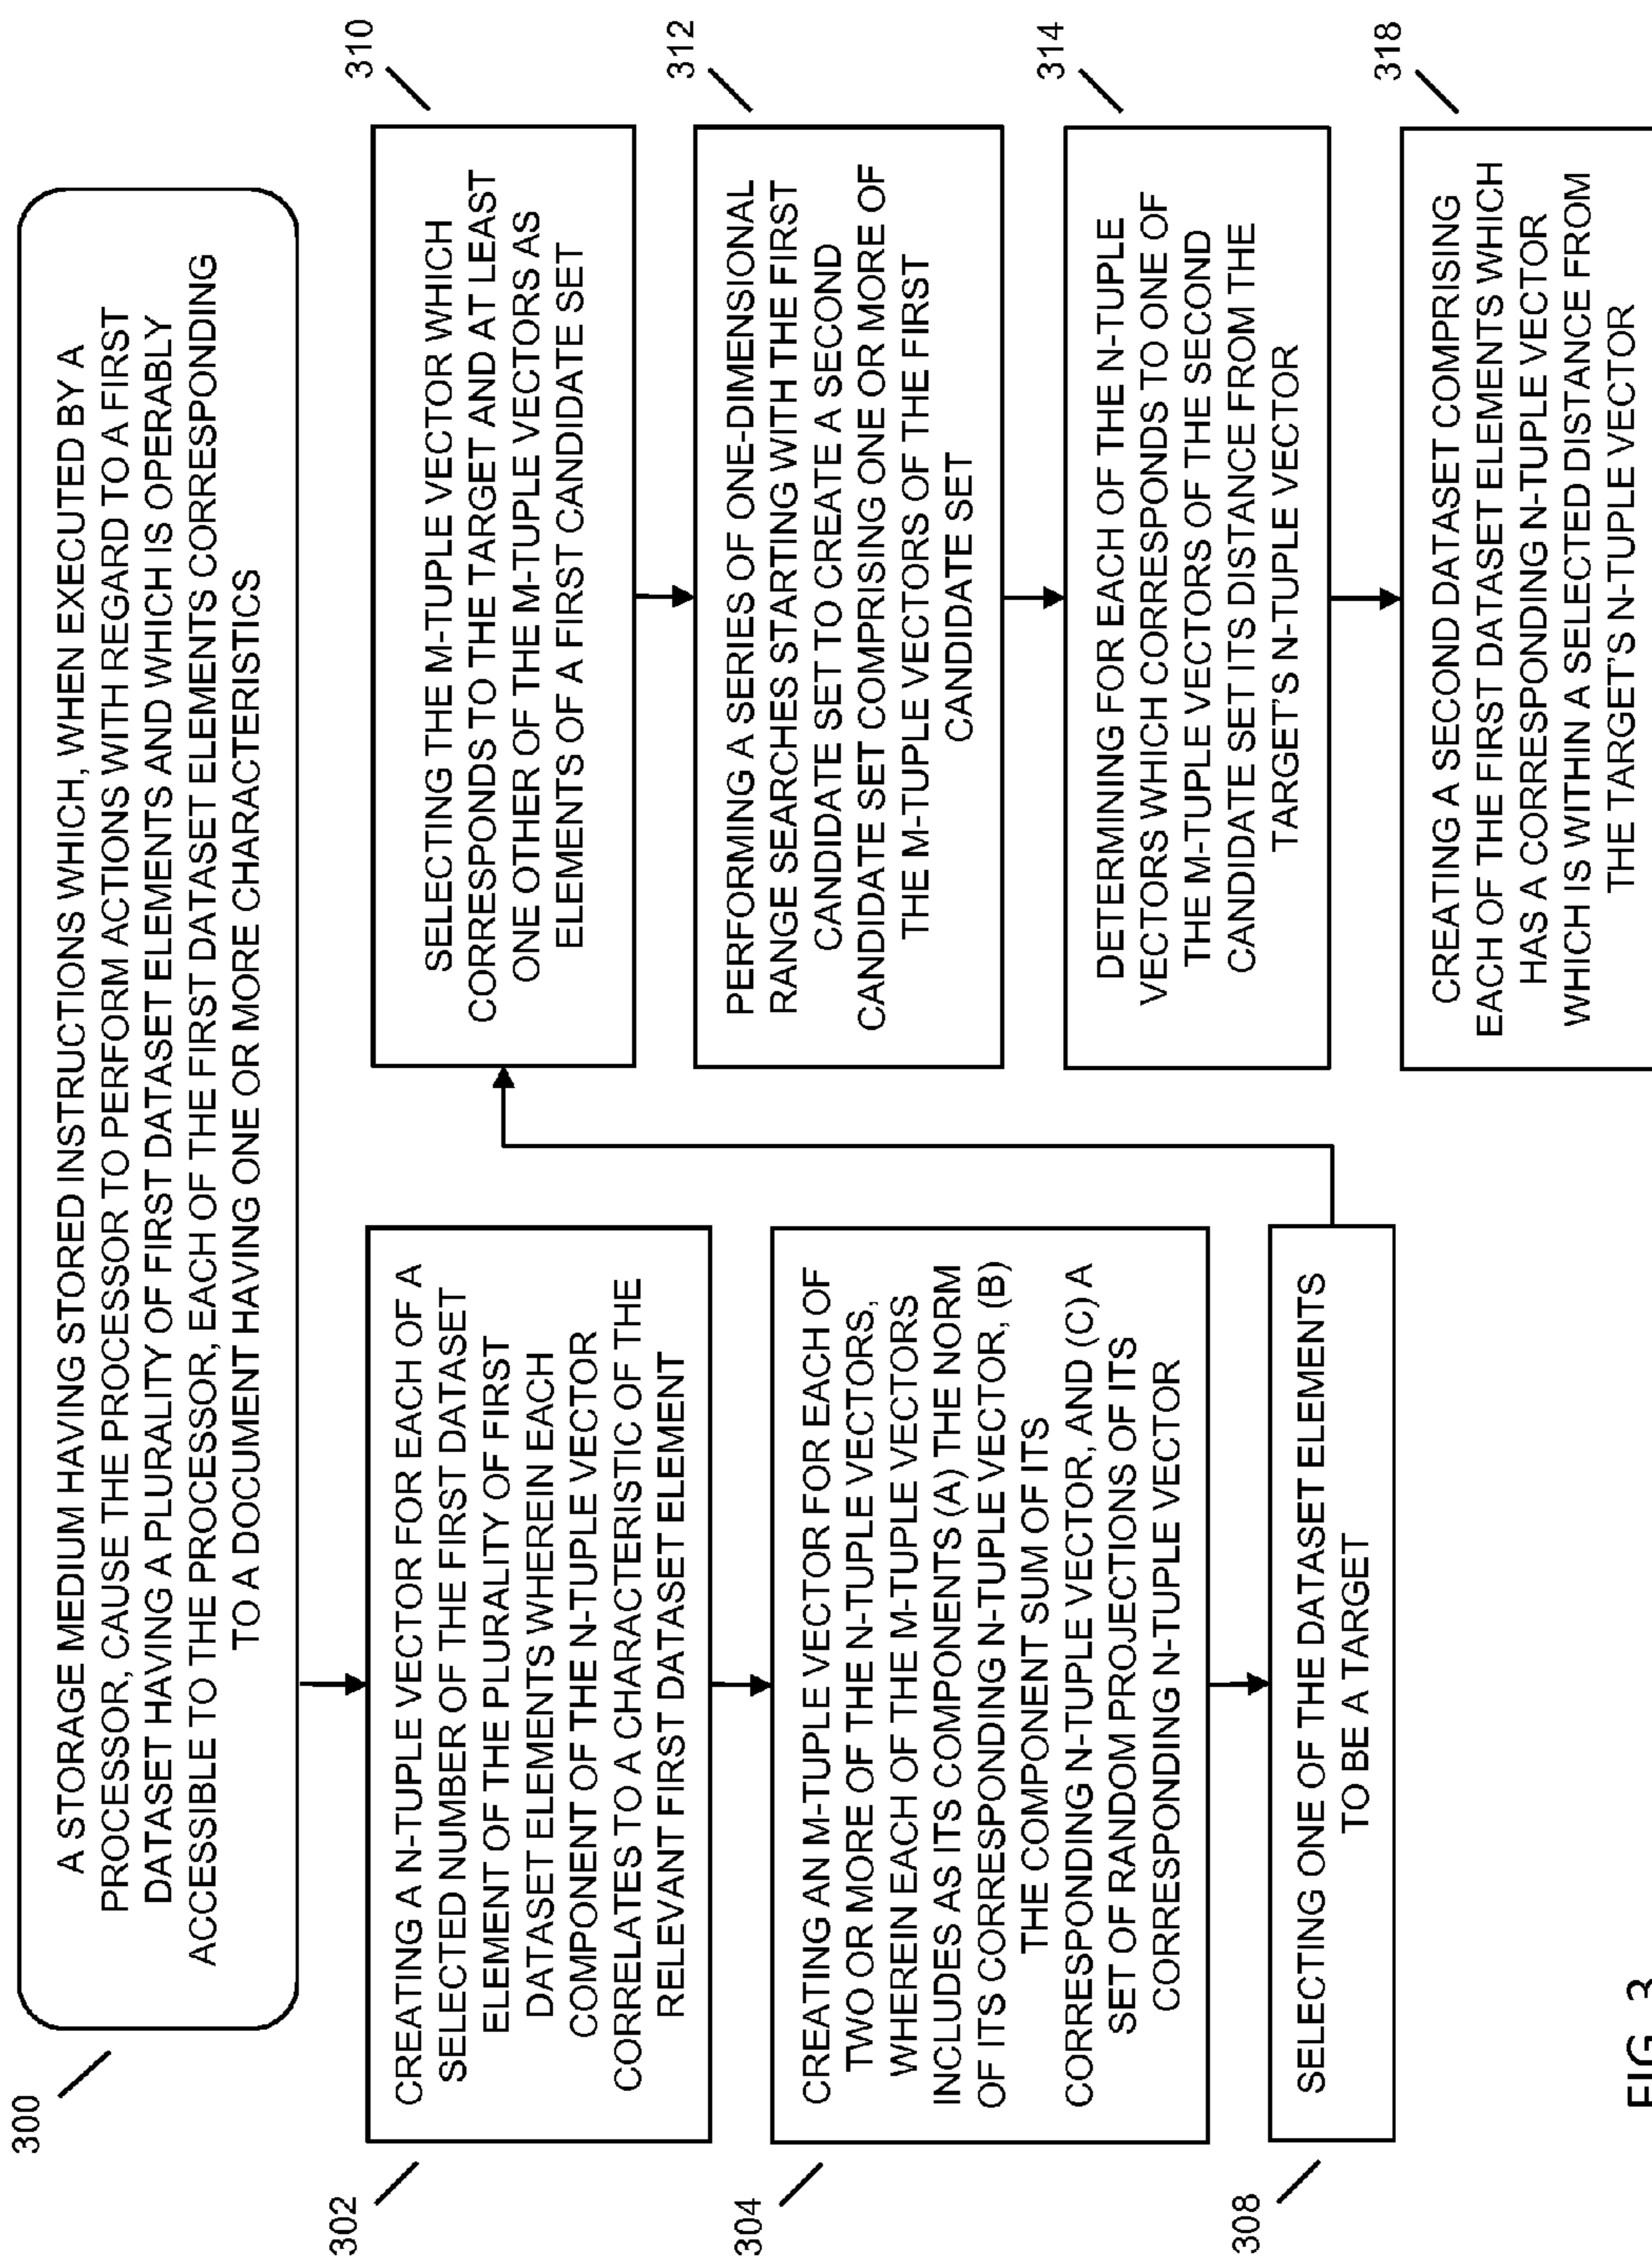 300
A STORAGE MEDIUM HAVING STORED INSTRUCTIONS WHICH, WHEN EXECUTED BY A
PROCESSOR, CAUSE THE PROCESSOR TO PERFORM ACTIONS WITH REGARD TO A FIRST
DATASET HAVING A PLURALITY OF FIRST DATASET ELEMENTS AND WHICH IS OPERABLY
ACCESSIBLE TO THE PROCESSOR, EACH OF THE FIRST DATASET ELEMENTS CORRESPONDING
TO A DOCUMENT HAVING ONE OR MORE CHARACTERISTICS
302
CREATING A N-TUPLE VECTOR FOR EACH OF A
SELECTED NUMBER OF THE FIRST DATASET
ELEMENT OF THE PLURALITY OF FIRST
DATASET ELEMENTS WHEREIN EACH
COMPONENT OF THE N-TUPLE VECTOR
CORRELATES TO A CHARACTERISTIC OF THE
RELEVANT FIRST DATASET ELEMENT
304
CREATING AN M-TUPLE VECTOR FOR EACH OF
TWO OR MORE OF THE N-TUPLE VECTORS,
WHEREIN EACH OF THE M-TUPLE VECTORS
INCLUDES AS ITS COMPONENTS (A) THE NORM
OF ITS CORRESPONDING N-TUPLE VECTOR, (B)
THE COMPONENT SUM OF ITS
CORRESPONDING N-TUPLE VECTOR, AND (C) A
SET OF RANDOM PROJECTIONS OF ITS
CORRESPONDING N-TUPLE VECTOR
308
SELECTING ONE OF THE DATASET ELEMENTS
TO BE A TARGET
310
SELECTING THE M-TUPLE VECTOR WHICH
CORRESPONDS TO THE TARGET AND AT LEAST
ONE OTHER OF THE M-TUPLE VECTORS AS
ELEMENTS OF A FIRST CANDIDATE SET
312
PERFORMING A SERIES OF ONE-DIMENSIONAL
RANGE SEARCHES STARTING WITH THE FIRST
CANDIDATE SET TO CREATE A SECOND
CANDIDATE SET COMPRISING ONE OR MORE OF
THE M-TUPLE VECTORS OF THE FIRST
CANDIDATE SET
314
DETERMINING FOR EACH OF THE N-TUPLE
VECTORS WHICH CORRESPONDS TO ONE OF
THE M-TUPLE VECTORS OF THE SECOND
CANDIDATE SET ITS DISTANCE FROM THE
TARGET'S N-TUPLE VECTOR
318
CREATING A SECOND DATASET COMPRISING
EACH OF THE FIRST DATASET ELEMENTS WHICH
HAS A CORRESPONDING N-TUPLE VECTOR
WHICH IS WITHIN A SELECTED DISTANCE FROM
THE TARGET'S N-TUPLE VECTOR
FIG. 3